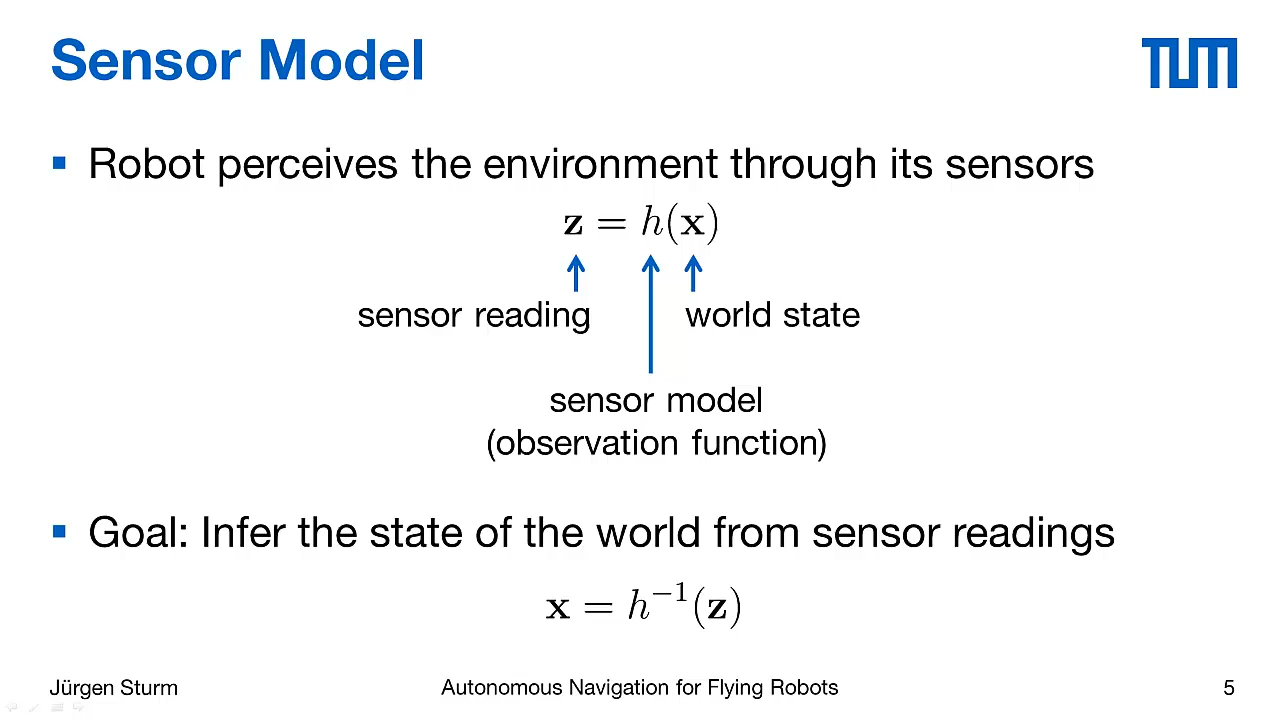 Sensor Model
TUM
Robot perceives the environment through its sensors
z = h(x)
sensor reading
world state
sensor model
(observation function)
Goal: Infer the state of the world from sensor readings
x = h⁻¹(z)
Jürgen Sturm
Autonomous Navigation for Flying Robots
5